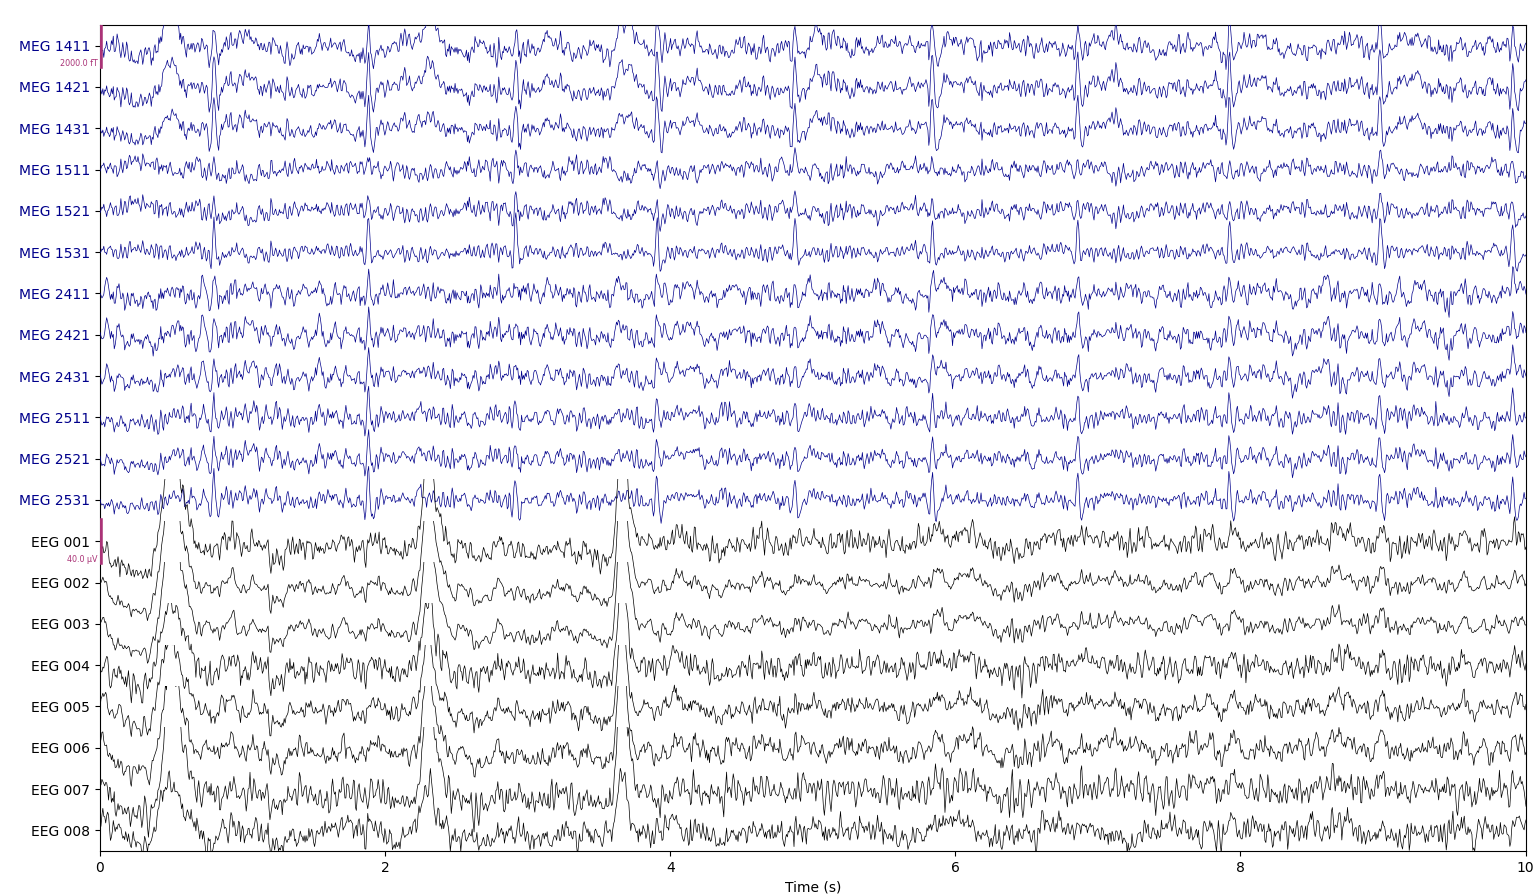 MEG 1411
2000.0 fT
MEG 1421
MEG 1431
MEG 1511
MEG 1521
MEG 1531
MEG 2411
MEG 2421
MEG 2431
MEG 2511
MEG 2521
MEG 2531
EEG 001
40.0 µV
EEG 002
EEG 003
EEG 004
EEG 005
EEG 006
EEG 007
EEG 008
0 2 4 6 8 10
Time (s)